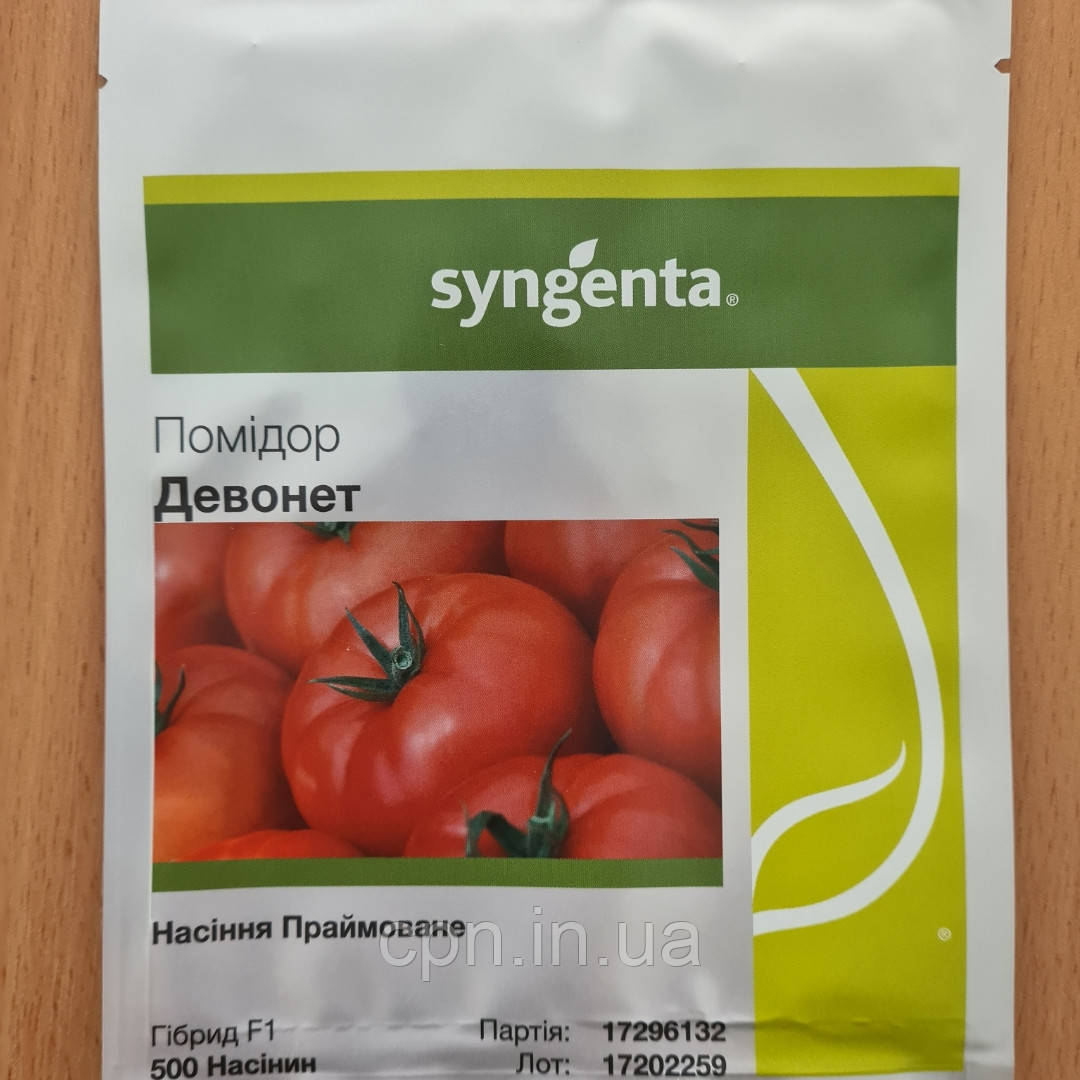 syngenta®
Помідор
Девонет
Насіння Праймоване
cpn.in.ua
®
Гібрид F1 Партія: 17296132
500 Насінин Лот: 17202259